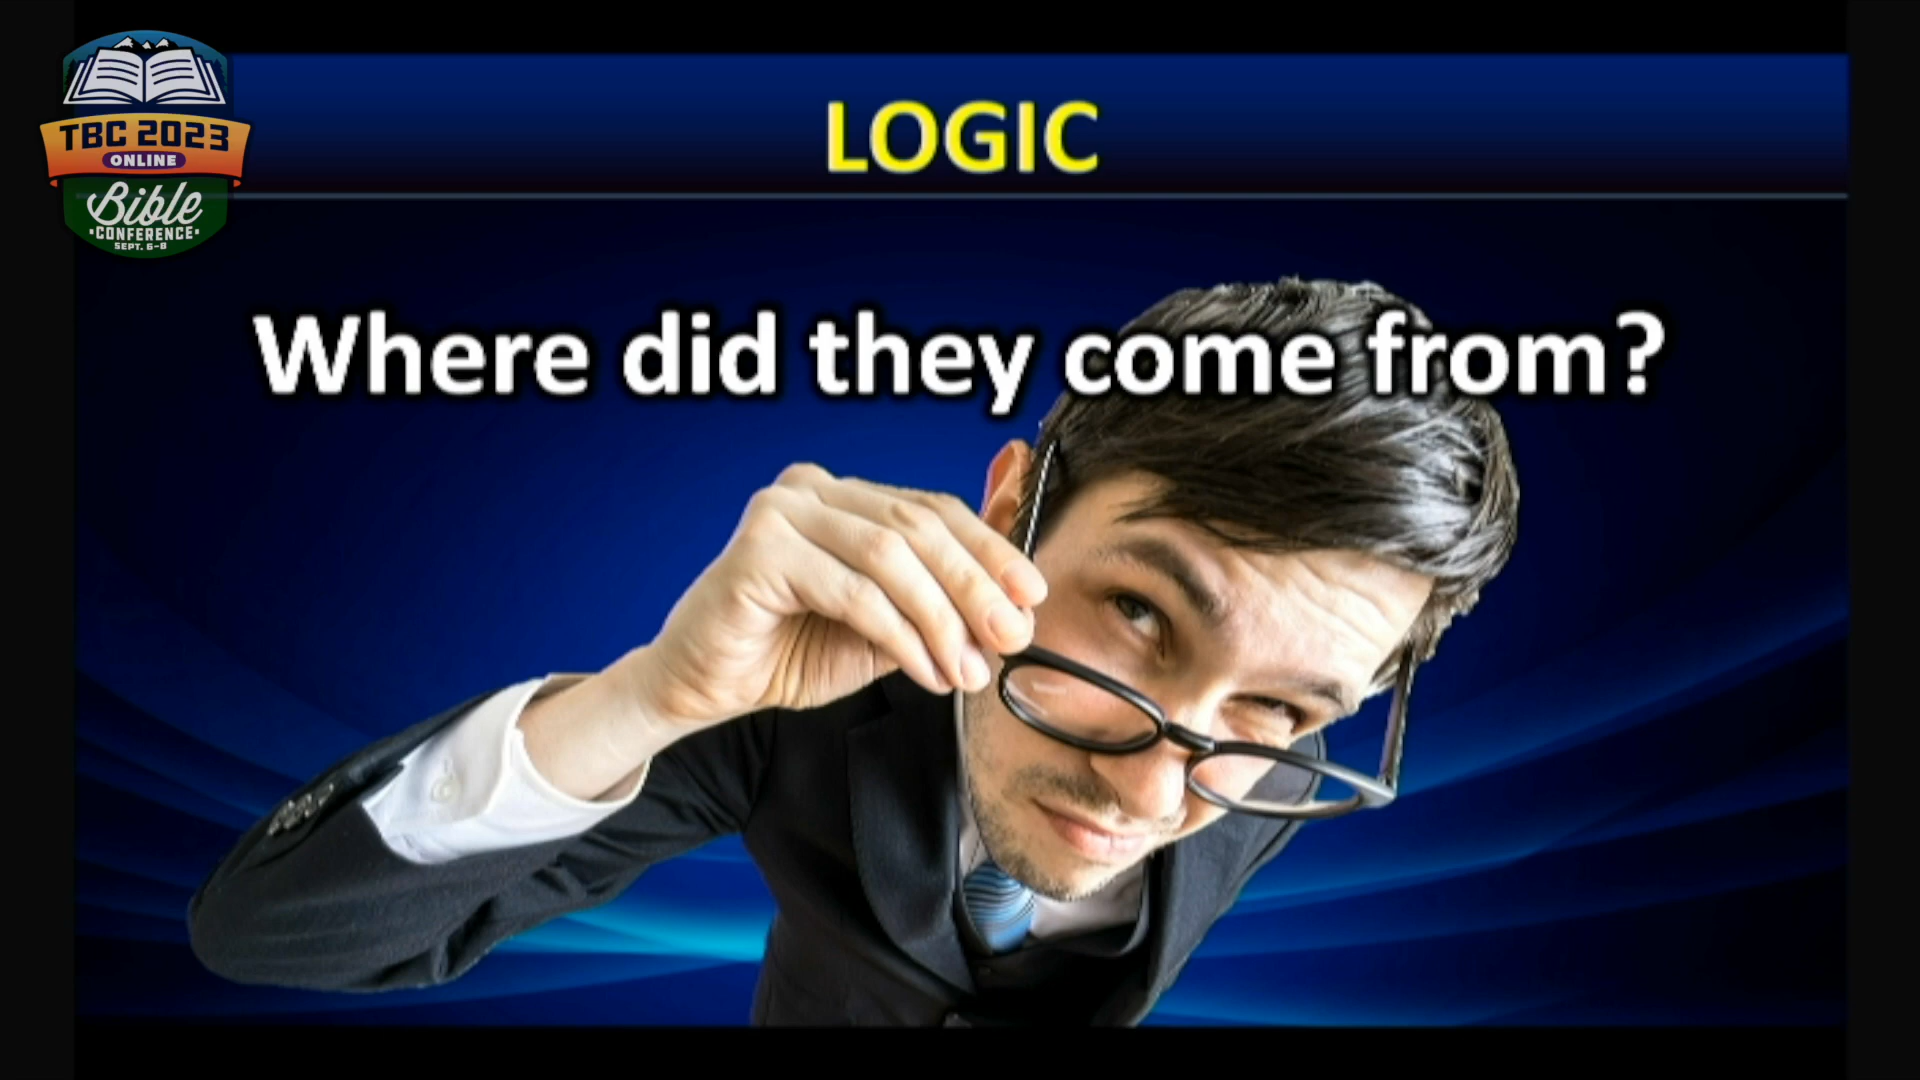 TBC 2023
ONLINE
Bible
•CONFERENCE•
SEPT. 6-8
LOGIC
Where did they come from?